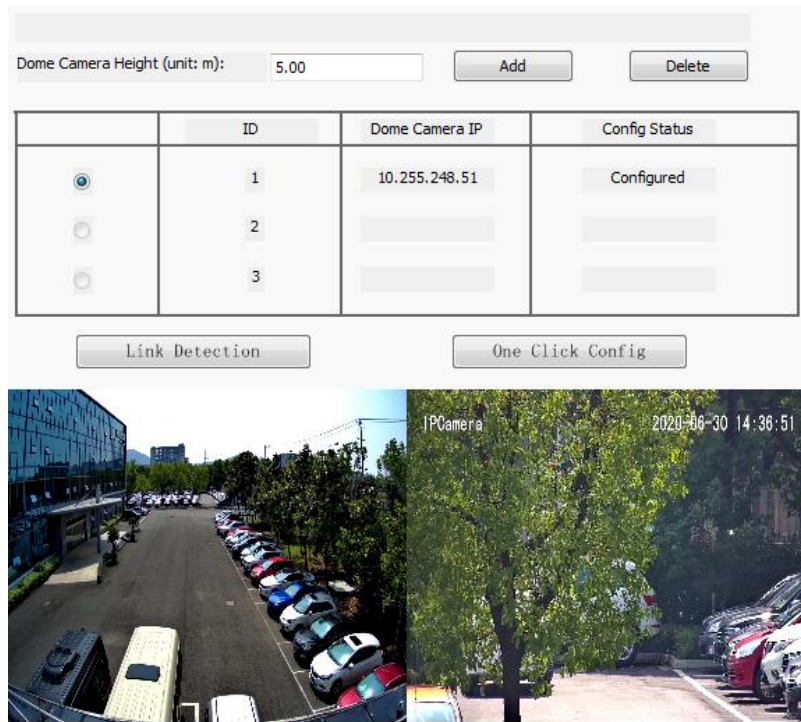 Dome Camera Height (unit: m): 5.00 Add Delete
ID Dome Camera IP Config Status
1 10.255.248.51 Configured
2
3
Link Detection One Click Config
IPCamera 2020-06-30 14:36:51